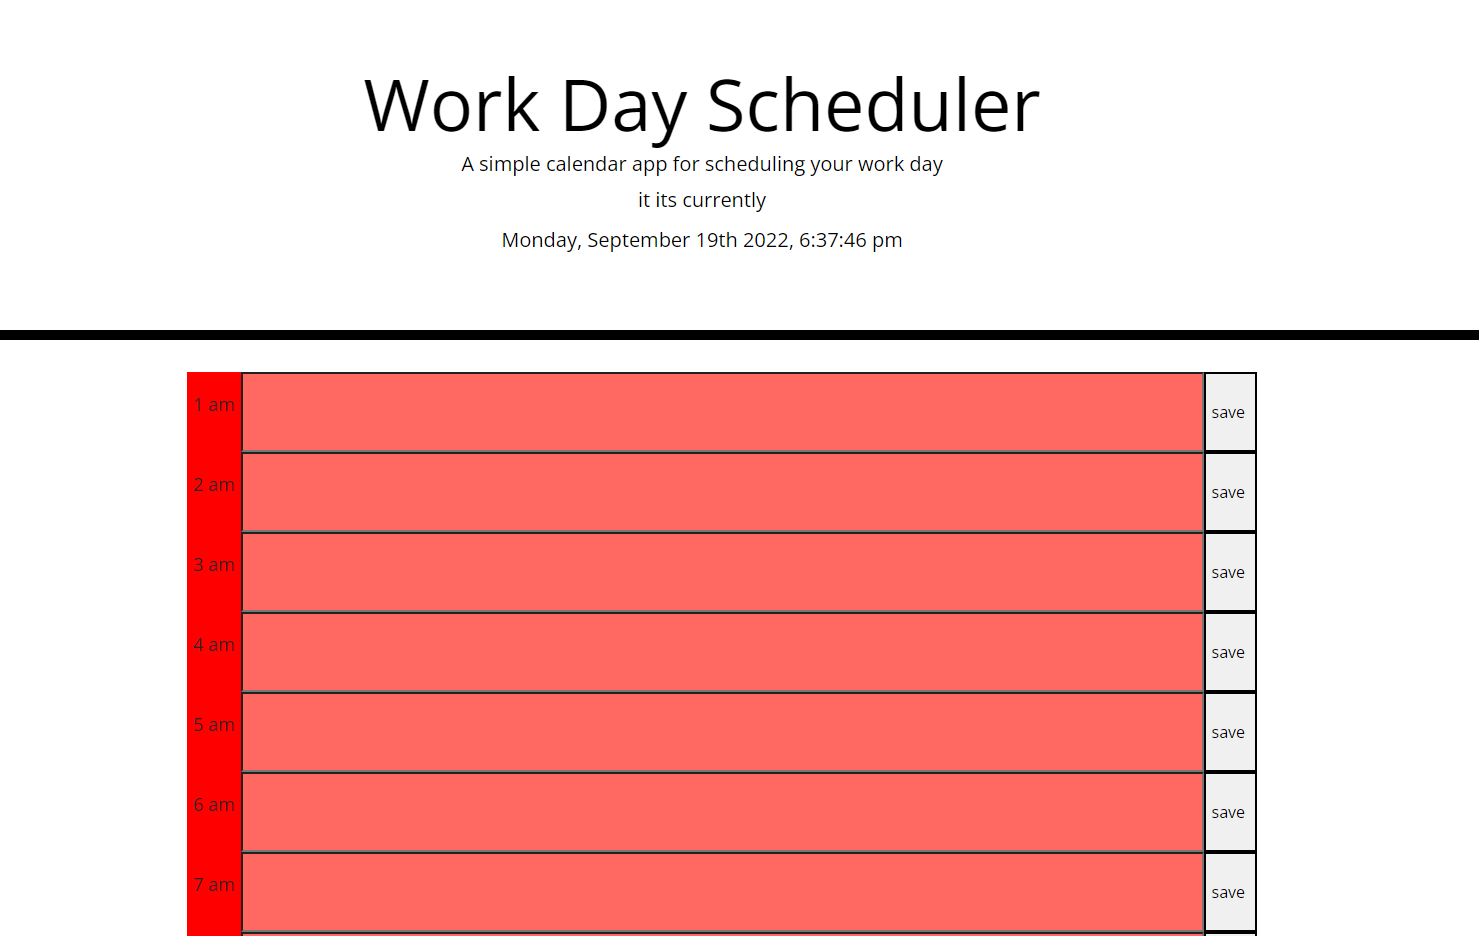 Work Day Scheduler
A simple calendar app for scheduling your work day
it its currently
Monday, September 19th 2022, 6:37:46 pm
1 am save
2 am save
3 am save
4 am save
5 am save
6 am save
7 am save